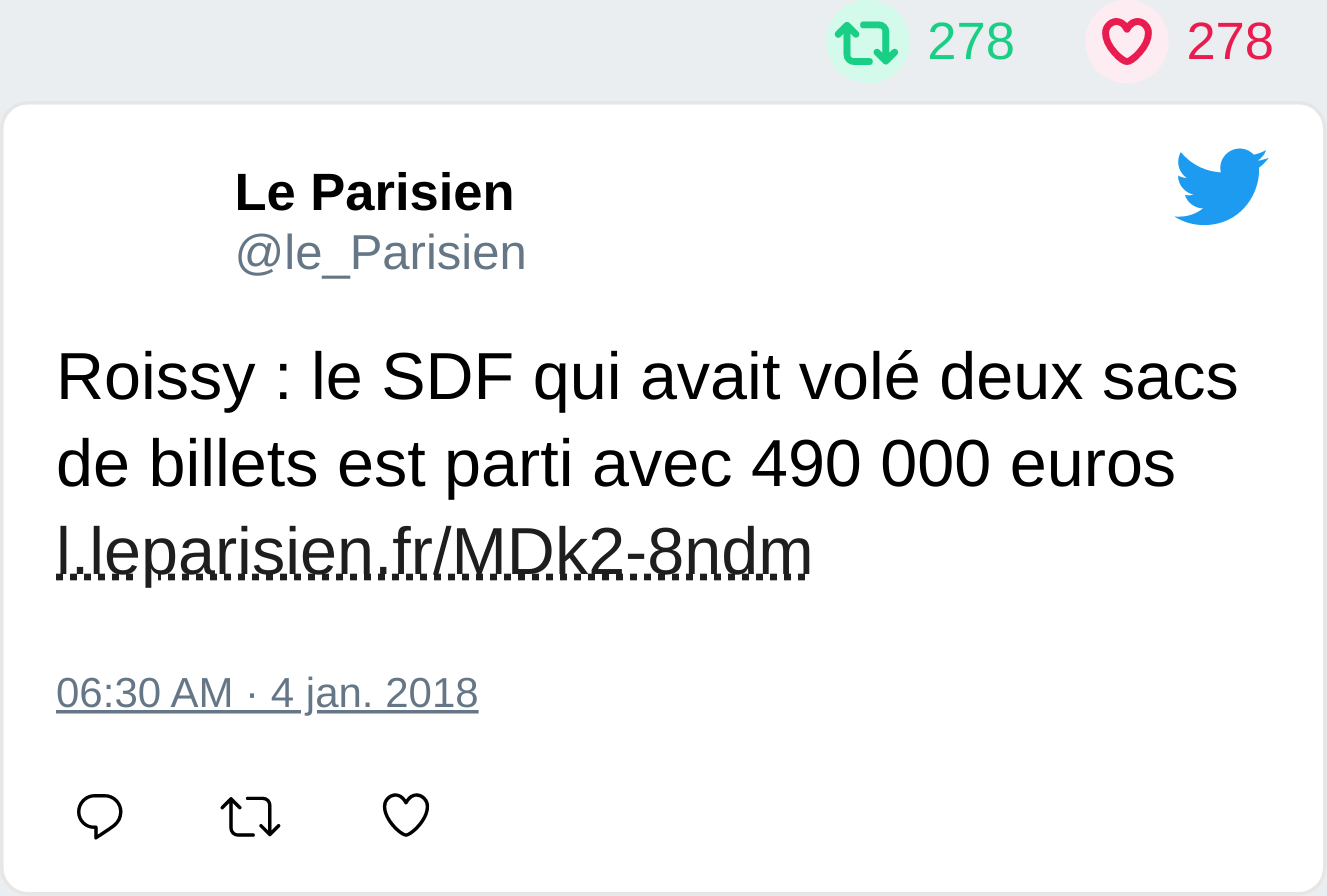 278 278
Le Parisien
@le_Parisien
Roissy : le SDF qui avait volé deux sacs
de billets est parti avec 490 000 euros
l.leparisien.fr/MDk2-8ndm
06:30 AM · 4 jan. 2018